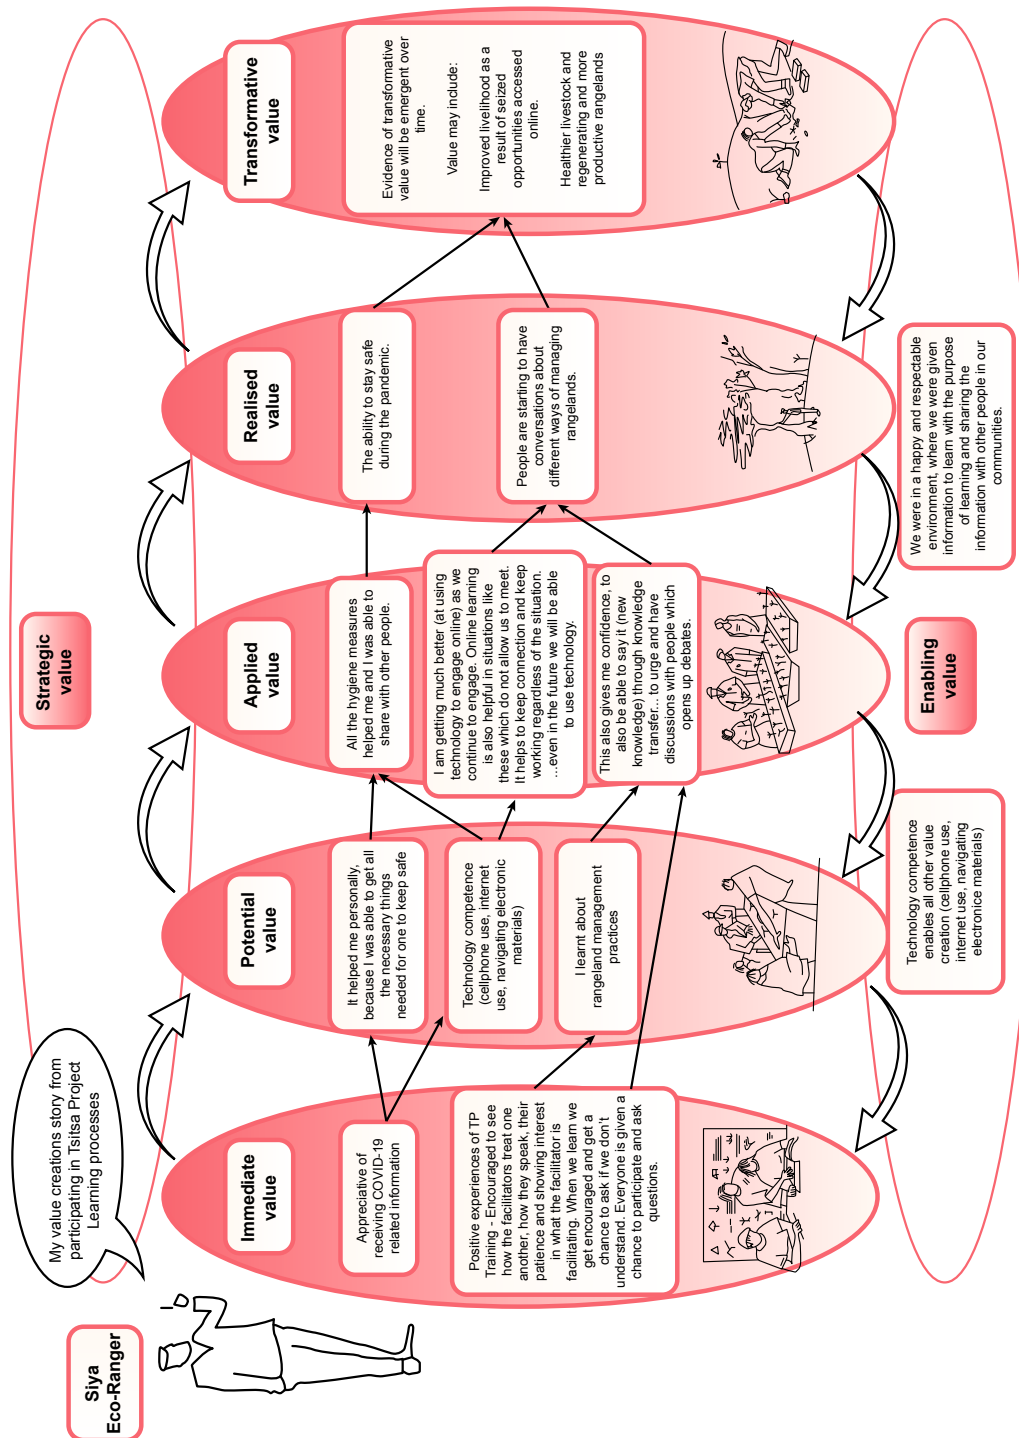 My value creations story from
participating in Tsitsa Project
Learning processes
Siya
Eco-Ranger
Strategic
value
Immediate
value
Appreciative of
receiving COVID-19
related information
Positive experiences of TP
Training - Encouraged to see
how the facilitators treat one
another, how they speak, their
patience and showing interest
in what the facilitator is
facilitating. When we learn we
get encouraged and get a
chance to ask if we don't
understand. Everyone is given a
chance to participate and ask
questions.
Potential
value
It helped me personally,
because I was able to get all
the necessary things
needed for one to keep safe
Technology competence
(cellphone use, internet
use, navigating electronic
materials)
I learnt about
rangeland management
practices
Applied
value
All the hygiene measures
helped me and I was able to
share with other people.
I am getting much better (at using
technology to engage online) as we
continue to engage. Online learning
is also helpful in situations like
these which do not allow us to meet.
It helps to keep connection and keep
working regardless of the situation.
...even in the future we will be able
to use technology.
This also gives me confidence, to
also be able to say it (new
knowledge) through knowledge
transfer... to urge and have
discussions with people which
opens up debates.
Realised
value
The ability to stay safe
during the pandemic.
People are starting to have
conversations about
different ways of managing
rangelands.
Transformative
value
Evidence of transformative
value will be emergent over
time.
Value may include:
Improved livelihood as a
result of seized
opportunities accessed
online.
Healthier livestock and
regenerating and more
productive rangelands
Enabling
value
Technology competence
enables all other value
creation (cellphone use,
internet use, navigating
electronice materials)
We were in a happy and respectable
environment, where we were given
information to learn with the purpose
of learning and sharing the
information with other people in our
communities.